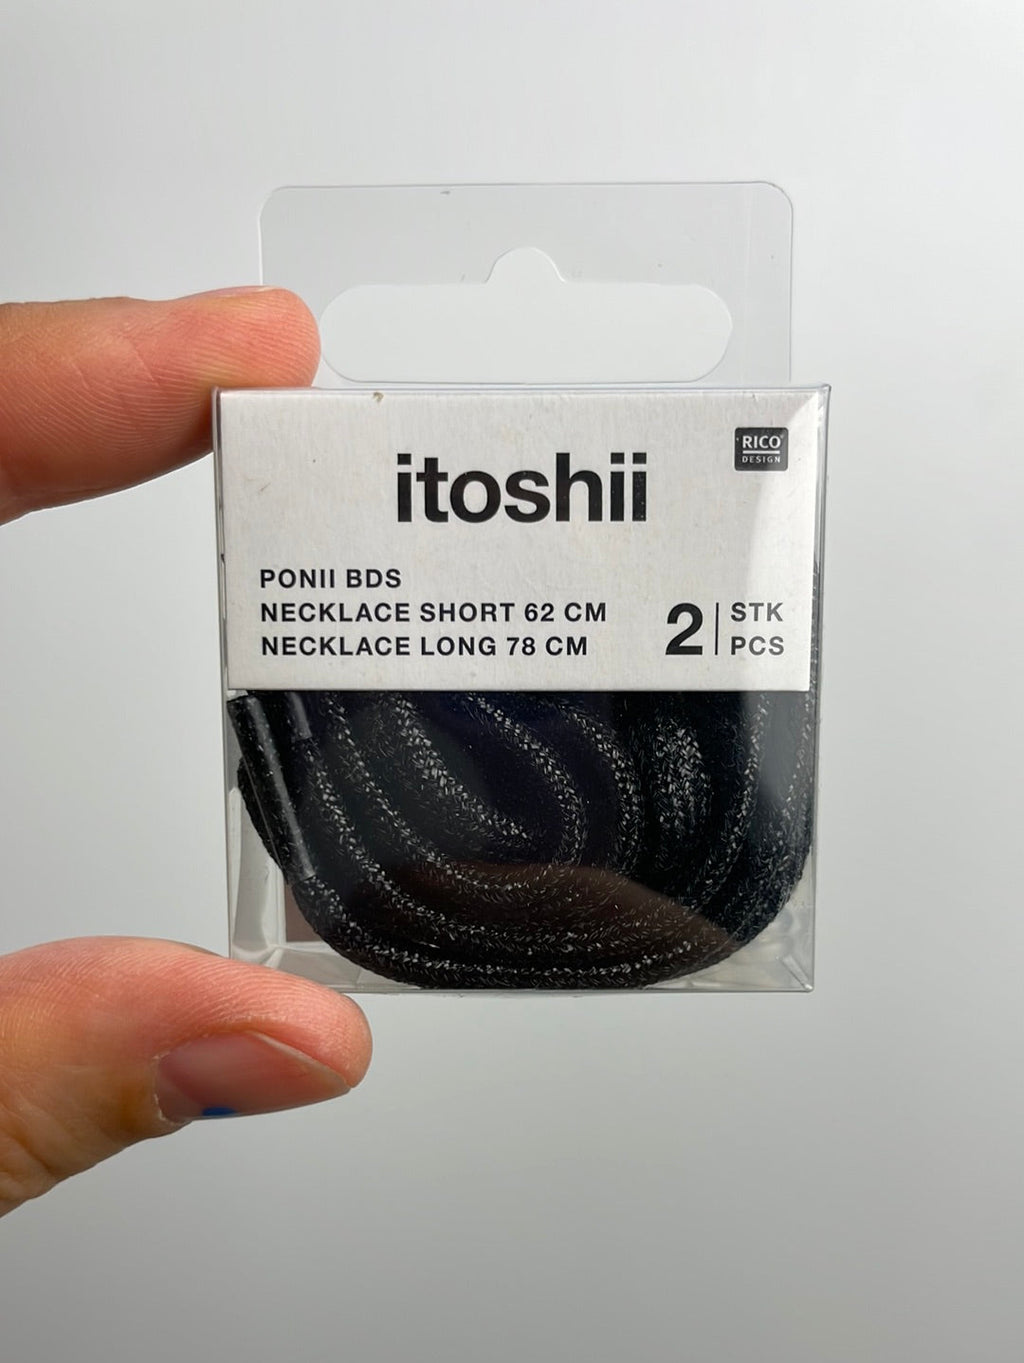 RICO
DESIGN
itoshii
PONII BDS
NECKLACE SHORT 62 CM
NECKLACE LONG 78 CM
2 | STK
PCS